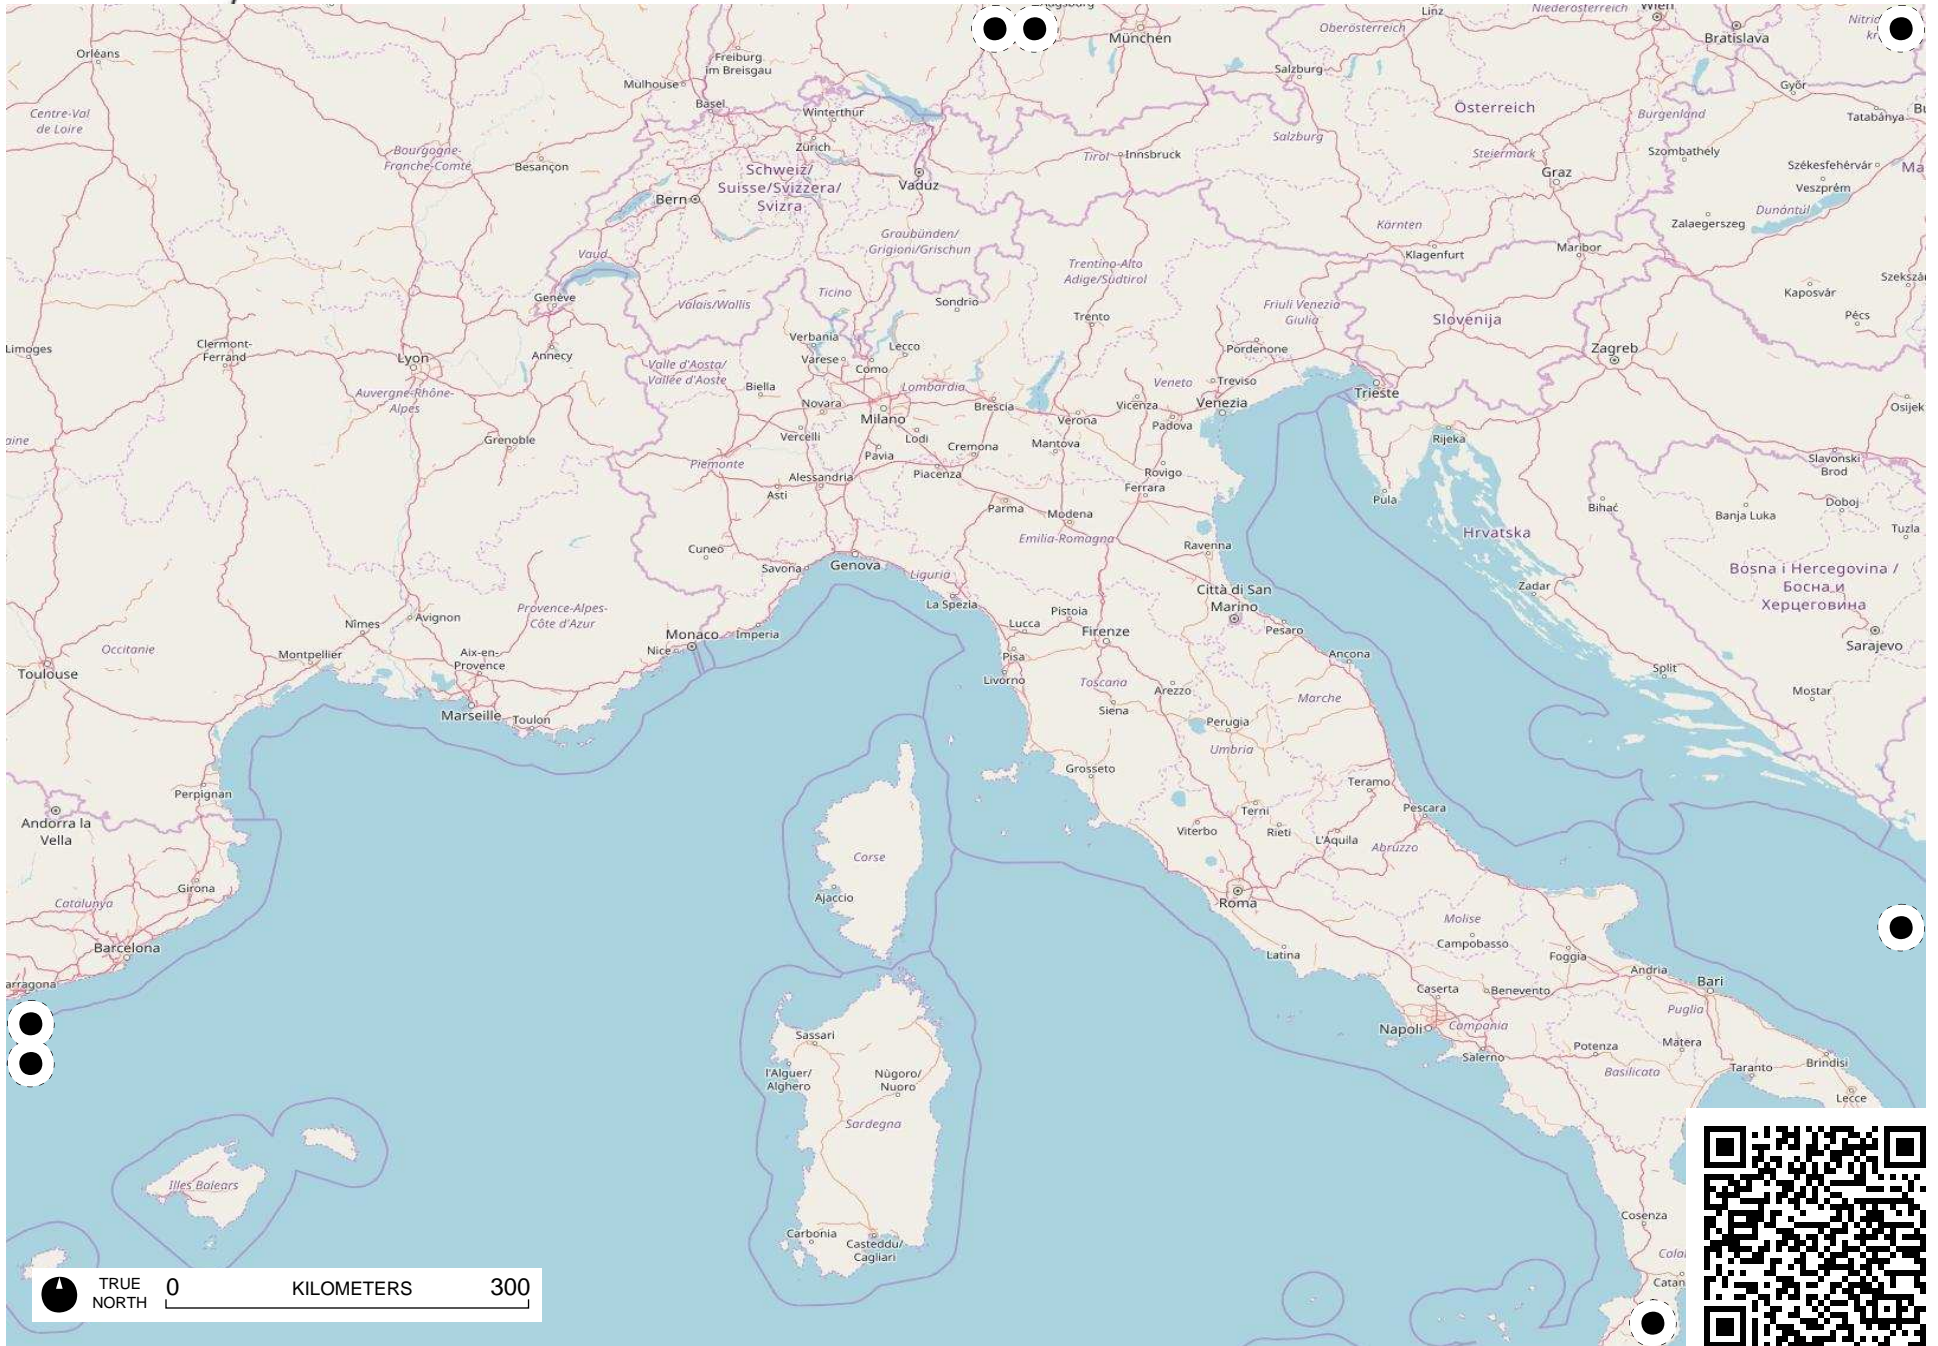 München
Linz
Niederösterreich
Wien
Oberösterreich
Bratislava
Orléans
Freiburg
im Breisgau
Mulhouse
Salzburg
Győr
Basel
Winterthur
Österreich
Burgenland
Tatabánya
Centre-Val
de Loire
Zürich
Salzburg
Bourgogne-
Franche-Comté
Besançon
Tirol
Innsbruck
Steiermark
Szombathely
Székesfehérvár
Schweiz/
Suisse/Svizzera/
Svizra
Vaduz
Graz
Veszprém
Bern
Dunántúl
Zalaegerszeg
Kärnten
Graubünden/
Grigioni/Grischun
Vaud
Klagenfurt
Maribor
Trentino-Alto
Adige/Südtirol
Genève
Ticino
Valais/Wallis
Sondrio
Friuli Venezia
Giulia
Slovenija
Kaposvár
Pécs
Trento
Limoges
Clermont-
Ferrand
Lyon
Annecy
Verbania
Varese
Lecco
Como
Pordenone
Zagreb
Valle d'Aosta/
Vallée d'Aoste
Biella
Lombardia
Veneto
Treviso
Trieste
Auvergne-Rhône-
Alpes
Novara
Milano
Brescia
Vicenza
Venezia
Verona
Padova
Grenoble
Vercelli
Lodi
Cremona
Mantova
Rijeka
Osijek
Piemonte
Pavia
Piacenza
Rovigo
Slavonski
Brod
Alessandria
Asti
Ferrara
Pula
Bihać
Banja Luka
Doboj
Tuzla
Parma
Modena
Hrvatska
Cuneo
Emilia-Romagna
Ravenna
Savona
Genova
Liguria
Bosna i Hercegovina /
Босна и
Херцеговина
Zadar
La Spezia
Città di San
Marino
Provence-Alpes-
Côte d'Azur
Nîmes
Avignon
Pistoia
Lucca
Firenze
Pesaro
Monaco
Imperia
Nice
Occitanie
Montpellier
Aix-en-
Provence
Pisa
Ancona
Sarajevo
Toulouse
Livorno
Toscana
Arezzo
Split
Mostar
Marche
Marseille
Toulon
Siena
Perugia
Umbria
Grosseto
Teramo
Perpignan
Pescara
Andorra la
Vella
Terni
Viterbo
Rieti
L'Aquila
Abruzzo
Corse
Girona
Catalunya
Ajaccio
Roma
Molise
Campobasso
Barcelona
Latina
Foggia
Andria
Bari
Caserta
Benevento
Puglia
Sassari
Napoli
Campania
Potenza
Matera
Salerno
Basilicata
Taranto
Brindisi
l'Alguer/
Alghero
Nùgoro/
Nuoro
Lecce
Sardegna
Illes Balears
Cosenza
Carbonia
Casteddu/
Cagliari
TRUE
NORTH
0
KILOMETERS
300